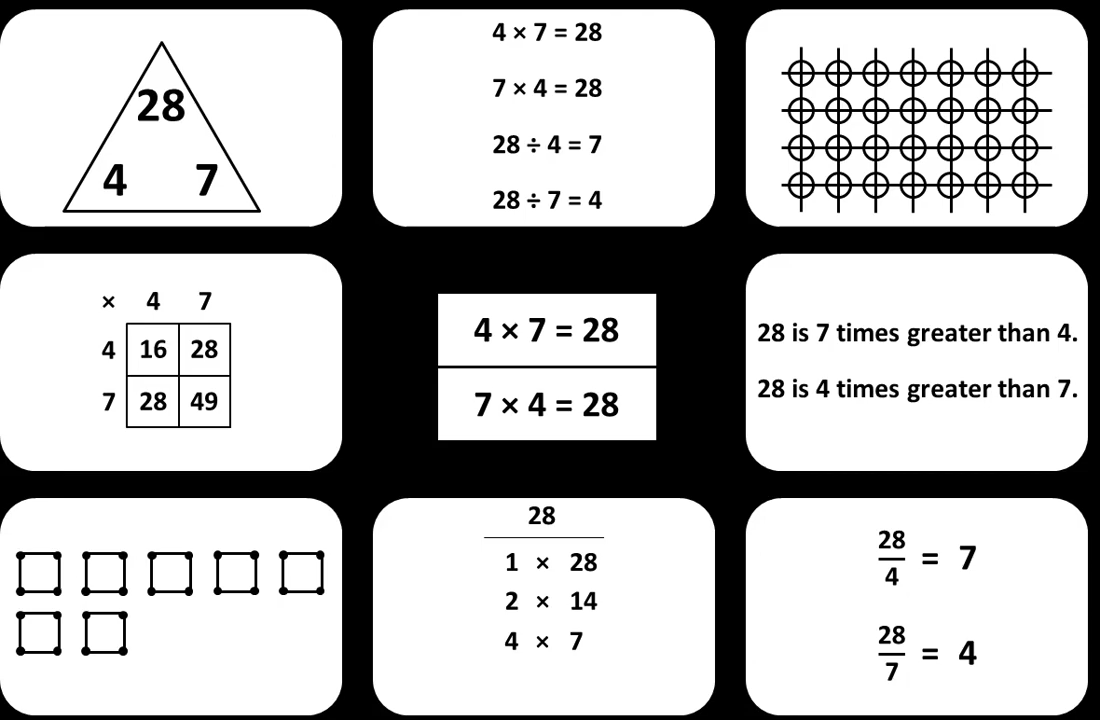 28
4 7
4 × 7 = 28
7 × 4 = 28
28 ÷ 4 = 7
28 ÷ 7 = 4
× 4 7
4 16 28
7 28 49
4 × 7 = 28
7 × 4 = 28
28 is 7 times greater than 4.
28 is 4 times greater than 7.
28
1 × 28
2 × 14
4 × 7
28/4 = 7
28/7 = 4